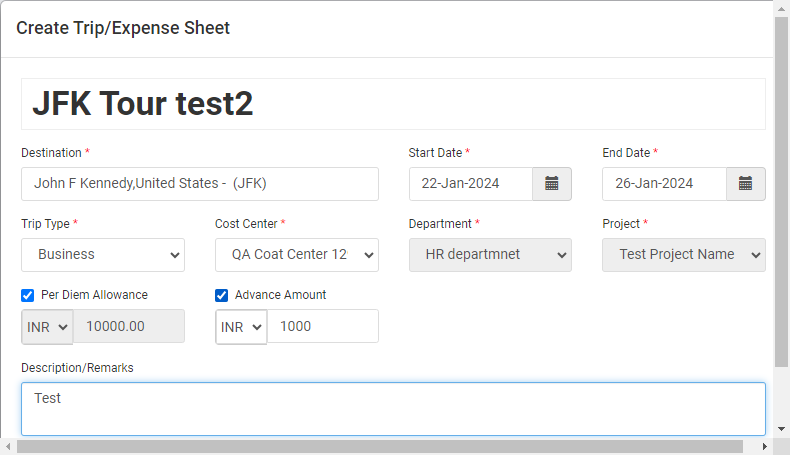 Create Trip/Expense Sheet
JFK Tour test2
Destination * Start Date * End Date *
John F Kennedy,United States - (JFK) 22-Jan-2024 26-Jan-2024
Trip Type * Cost Center * Department * Project *
Business QA Coat Center 12 HR departmnet Test Project Name
Per Diem Allowance Advance Amount
INR 10000.00 INR 1000
Description/Remarks
Test